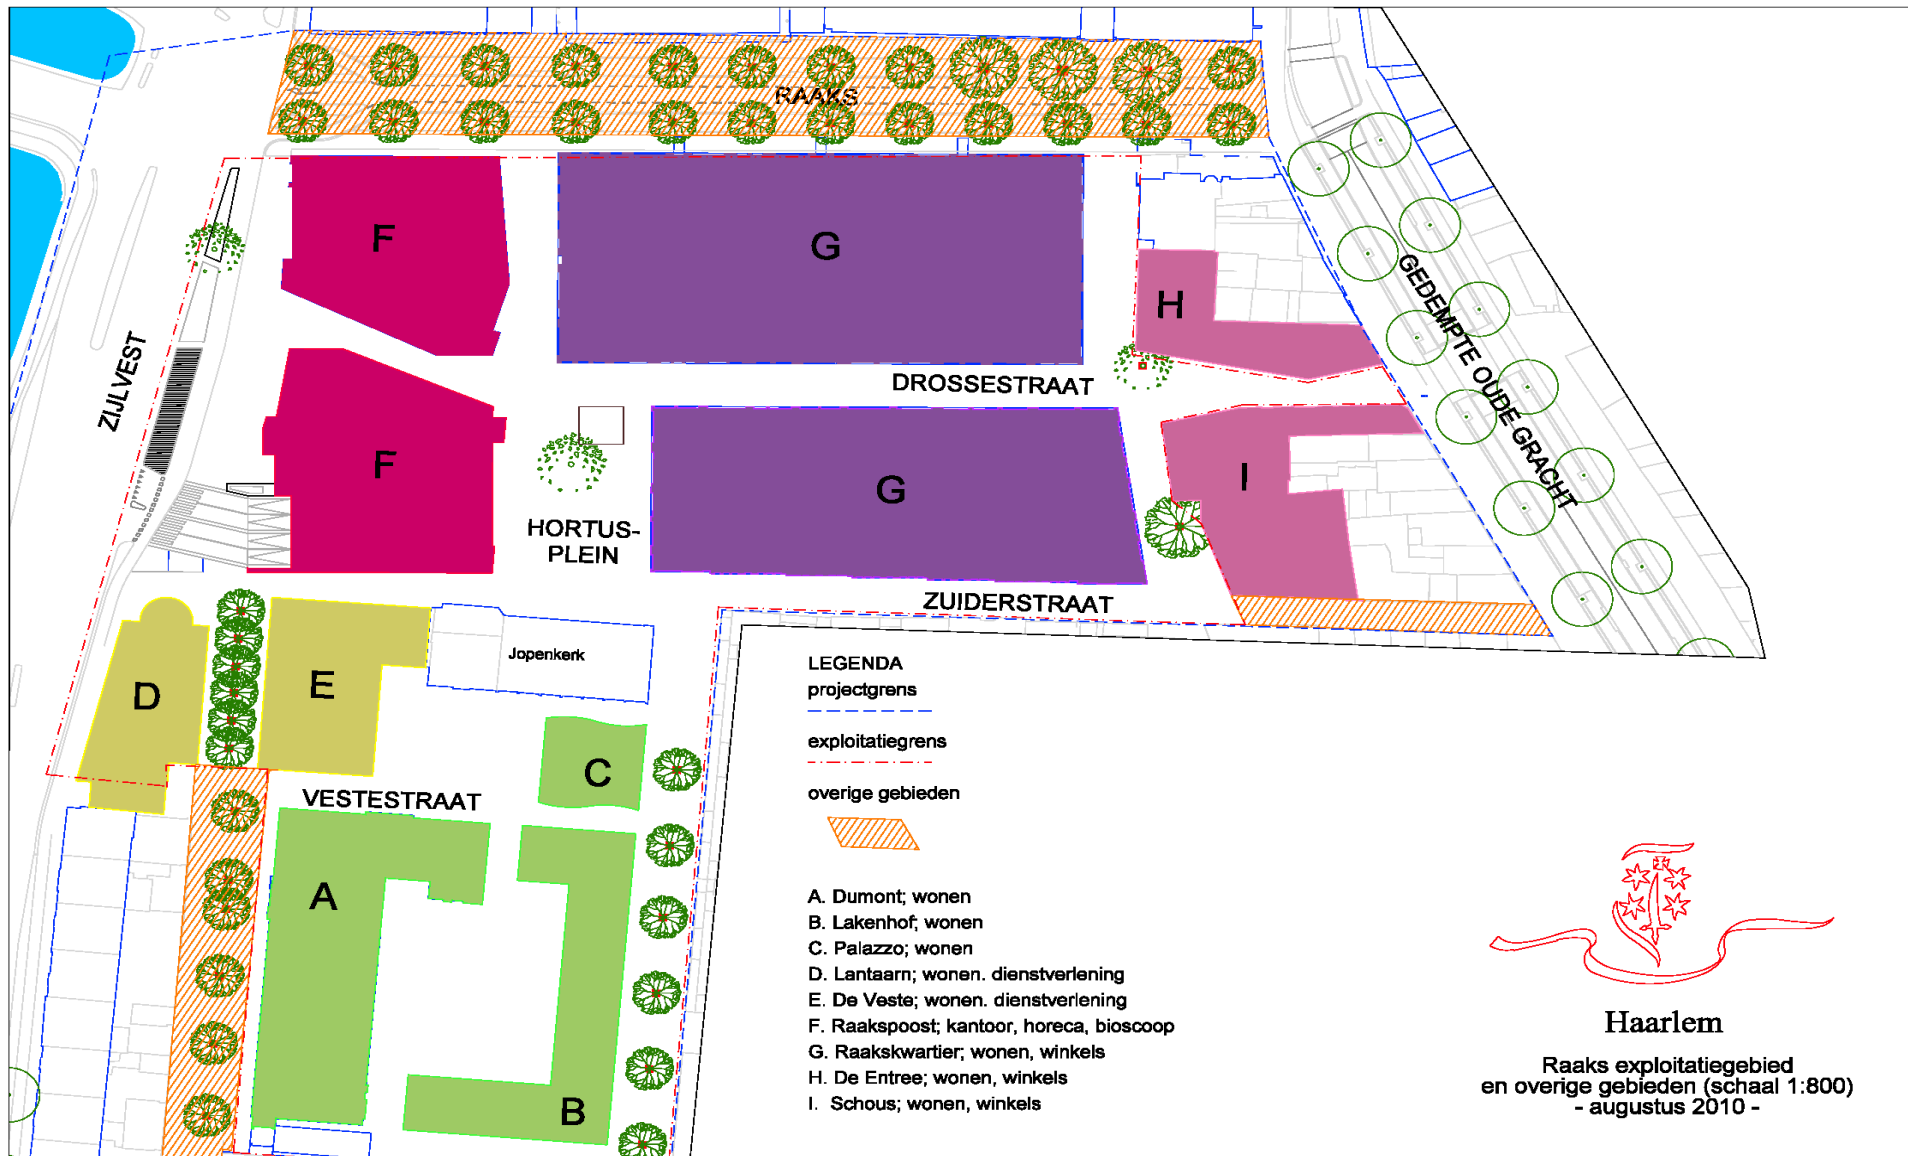 RAAKS
F
G
H
GEDEMPTE OUDE GRACHT
ZIJLVEST
DROSSESTRAAT
F
G
I
HORTUS-
PLEIN
ZUIDERSTRAAT
D
E
Jopenkerk
C
VESTESTRAAT
A
B
LEGENDA
projectgrens
exploitatiegrens
overige gebieden
A. Dumont; wonen
B. Lakenhof; wonen
C. Palazzo; wonen
D. Lantaarn; wonen. dienstverlening
E. De Veste; wonen. dienstverlening
F. Raakspoost; kantoor, horeca, bioscoop
G. Raakskwartier; wonen, winkels
H. De Entree; wonen, winkels
I. Schous; wonen, winkels
Haarlem
Raaks exploitatiegebied
en overige gebieden (schaal 1:800)
- augustus 2010 -